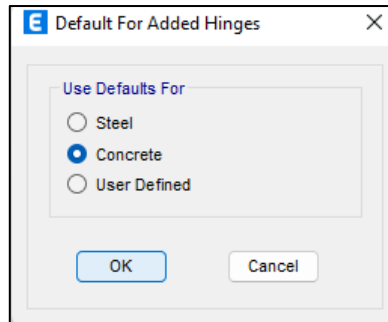 E Default For Added Hinges
Use Defaults For
Steel
Concrete
User Defined
OK Cancel